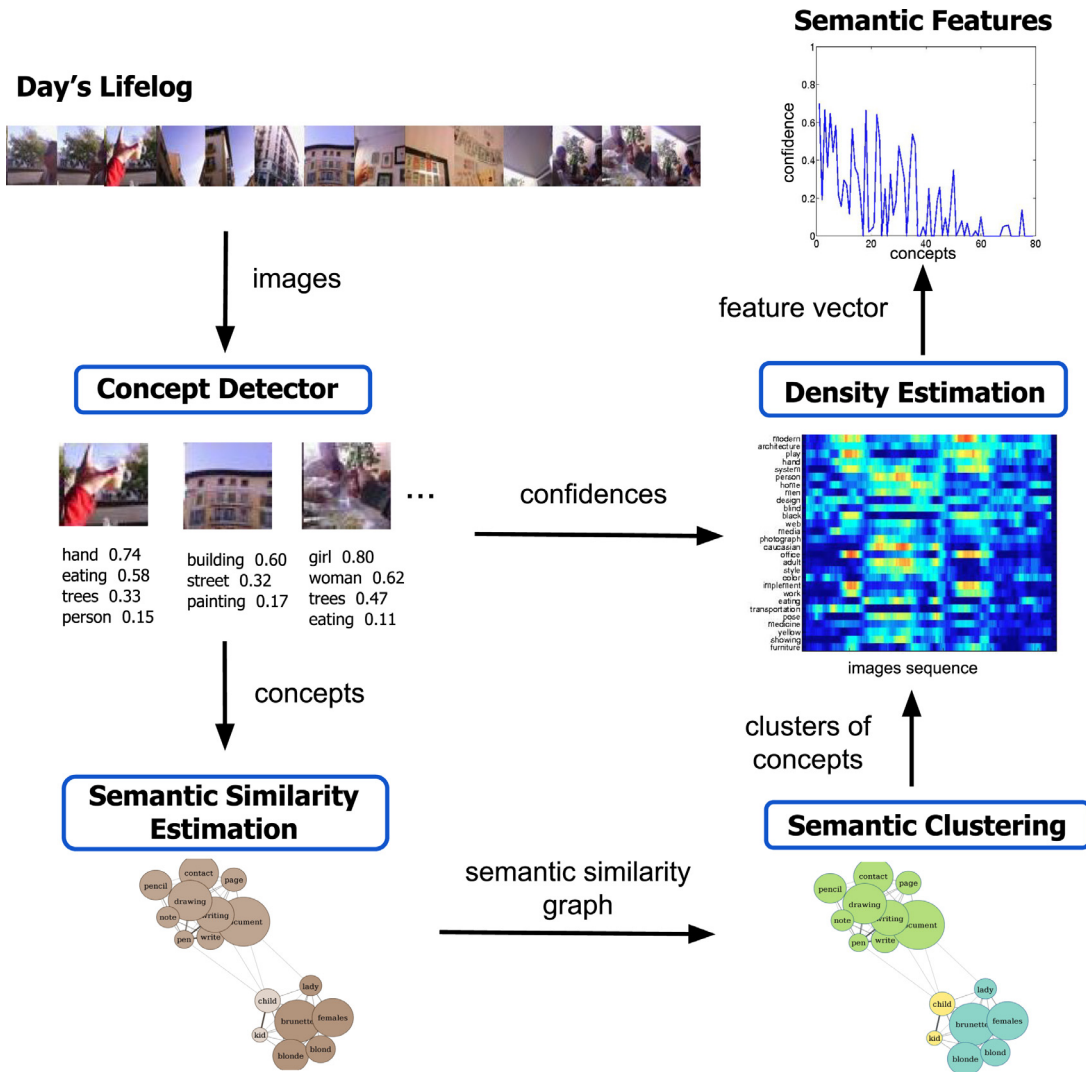 Semantic Features
Day's Lifelog
1
0.8
0.6
0.4
0.2
0
confidence
0 20 40 60 80
concepts
images
feature vector
Concept Detector
Density Estimation
hand 0.74
eating 0.58
trees 0.33
person 0.15
building 0.60
street 0.32
painting 0.17
girl 0.80
woman 0.62
trees 0.47
eating 0.11
...
confidences
modern
architecture
play
hand
system
person
home
men
design
blind
black
web
media
photograph
caucasian
office
adult
style
color
implement
work
eating
transportation
pose
medicine
yellow
showing
furniture
images sequence
concepts
clusters of
concepts
Semantic Similarity
Estimation
Semantic Clustering
semantic similarity
graph
contact
pencil
page
drawing
note
writing
ocument
pen
write
child
lady
brunette
females
kid
blonde
blond
contact
pencil
page
drawing
note
writing
ocument
pen
write
child
lady
brunette
females
kid
blonde
blond